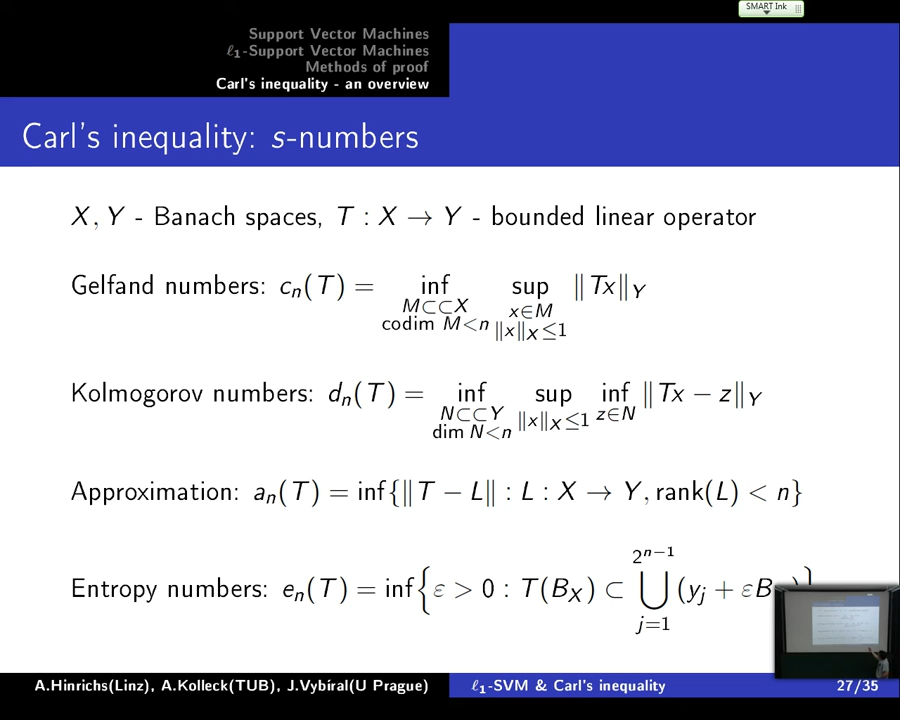 SMART Ink
Support Vector Machines
ℓ₁-Support Vector Machines
Methods of proof
Carl's inequality - an overview
Carl's inequality: s-numbers
X, Y - Banach spaces, T : X → Y - bounded linear operator
Gelfand numbers: cₙ(T) = inf sup ‖Tx‖_Y
M⊂⊂X x∈M
codim M<n ‖x‖_X≤1
Kolmogorov numbers: dₙ(T) = inf sup inf ‖Tx − z‖_Y
N⊂⊂Y ‖x‖_X≤1 z∈N
dim N<n
Approximation: aₙ(T) = inf{‖T − L‖ : L : X → Y, rank(L) < n}
2ⁿ⁻¹
Entropy numbers: eₙ(T) = inf{ε > 0 : T(B_X) ⊂ ⋃ (yⱼ + εB )}
j=1
A.Hinrichs(Linz), A.Kolleck(TUB), J.Vybíral(U Prague) ℓ₁-SVM & Carl's inequality 27/35